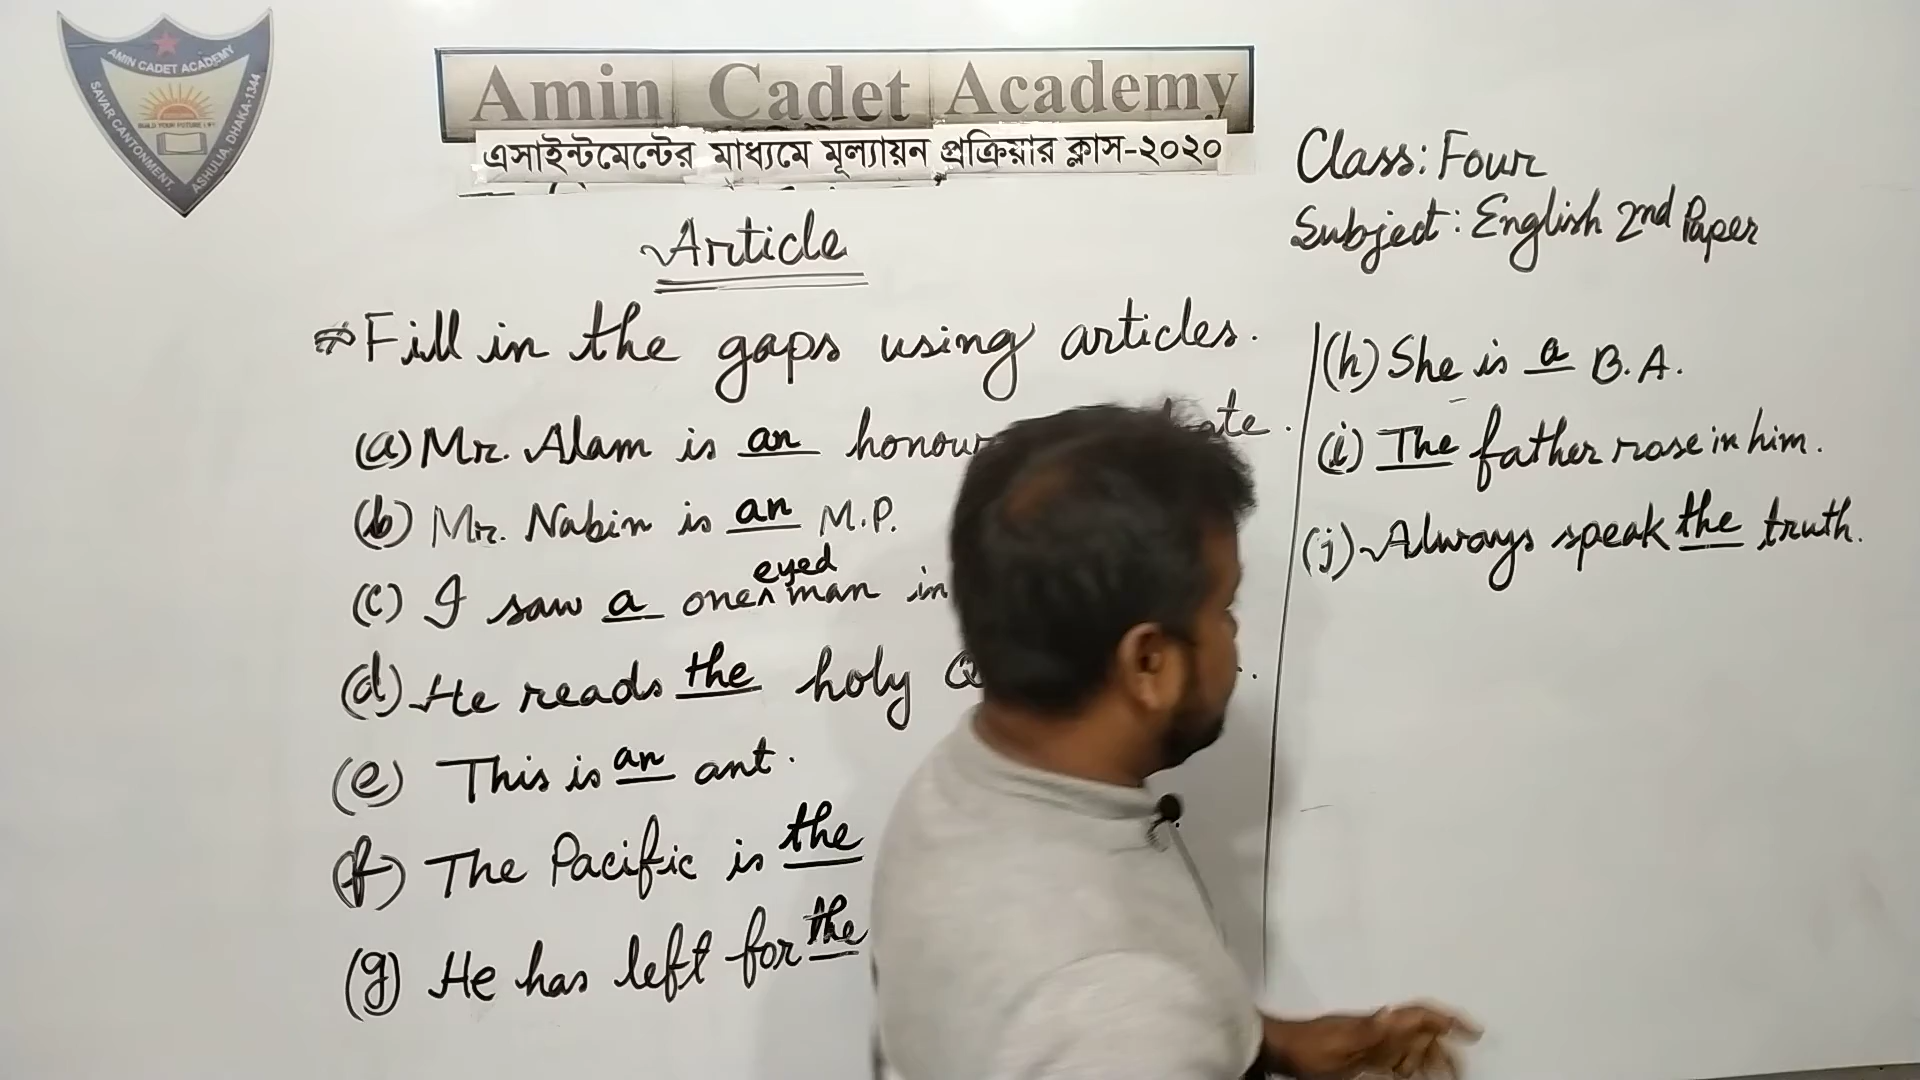 AMIN CADET ACADEMY
SAVAR CANTONMENT.
ASHULIA, DHAKA-1344
Amin Cadet Academy
এসাইন্টমেন্টের মাধ্যমে মূল্যায়ন প্রক্রিয়ার ক্লাস-২০২০
Class: Four
Subject: English 2nd Paper
Article
Fill in the gaps using articles.
(a) Mr. Alam is an honour
(b) Mr. Nabin is an M.P.
eyed
(c) I saw a one^man in
(d) He reads the holy
(e) This is an ant.
(f) The Pacific is the
(g) He has left for the
(h) She is a B.A.
(i) The father rose in him.
(j) Always speak the truth.